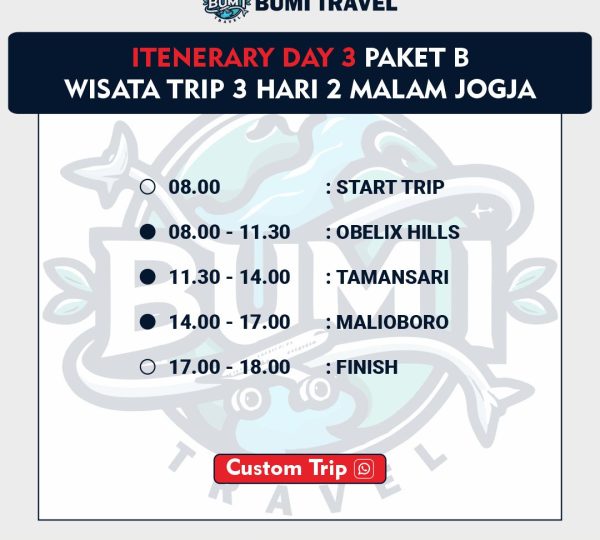 BUMI TRAVEL
ITENERARY DAY 3 PAKET B
WISATA TRIP 3 HARI 2 MALAM JOGJA
08.00 : START TRIP
08.00 - 11.30 : OBELIX HILLS
11.30 - 14.00 : TAMANSARI
14.00 - 17.00 : MALIOBORO
17.00 - 18.00 : FINISH
BUMI
Custom Trip
TRAVEL